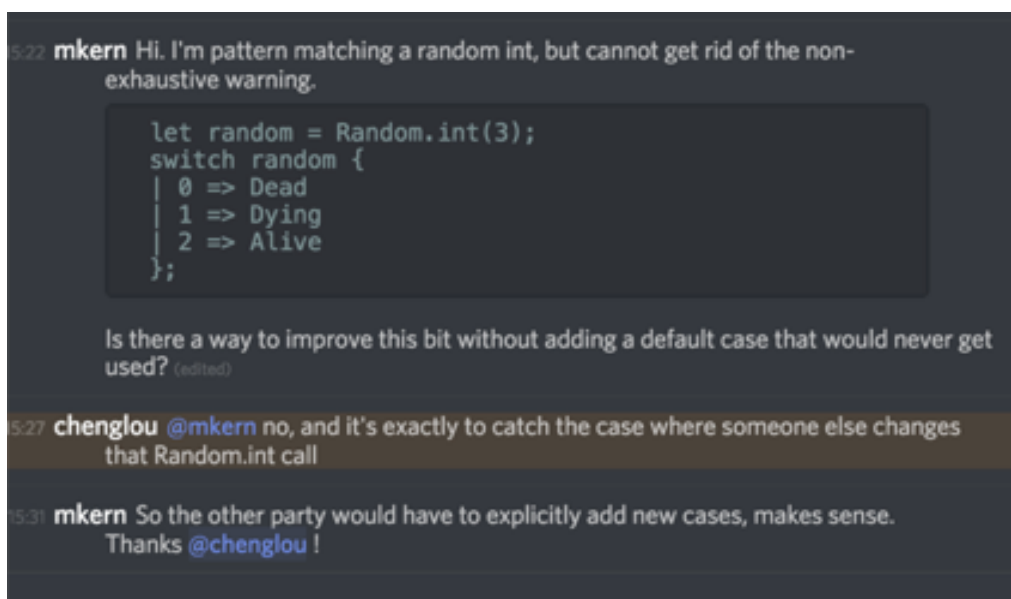 15:22 mkern Hi. I'm pattern matching a random int, but cannot get rid of the non-
exhaustive warning.
let random = Random.int(3);
switch random {
| 0 => Dead
| 1 => Dying
| 2 => Alive
};
Is there a way to improve this bit without adding a default case that would never get
used? (edited)
15:27 chenglou @mkern no, and it's exactly to catch the case where someone else changes
that Random.int call
15:31 mkern So the other party would have to explicitly add new cases, makes sense.
Thanks @chenglou !